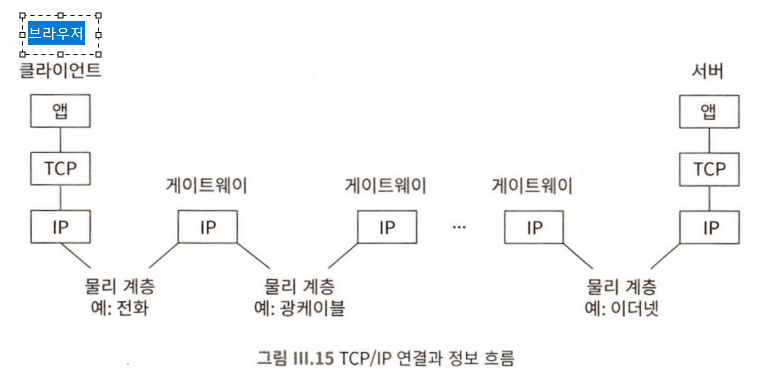 브라우저
클라이언트
서버
앱
앱
TCP
TCP
게이트웨이
게이트웨이
게이트웨이
IP
IP
IP
...
IP
IP
물리 계층
예: 전화
물리 계층
예: 광케이블
물리 계층
예: 이더넷
그림 III.15 TCP/IP 연결과 정보 흐름